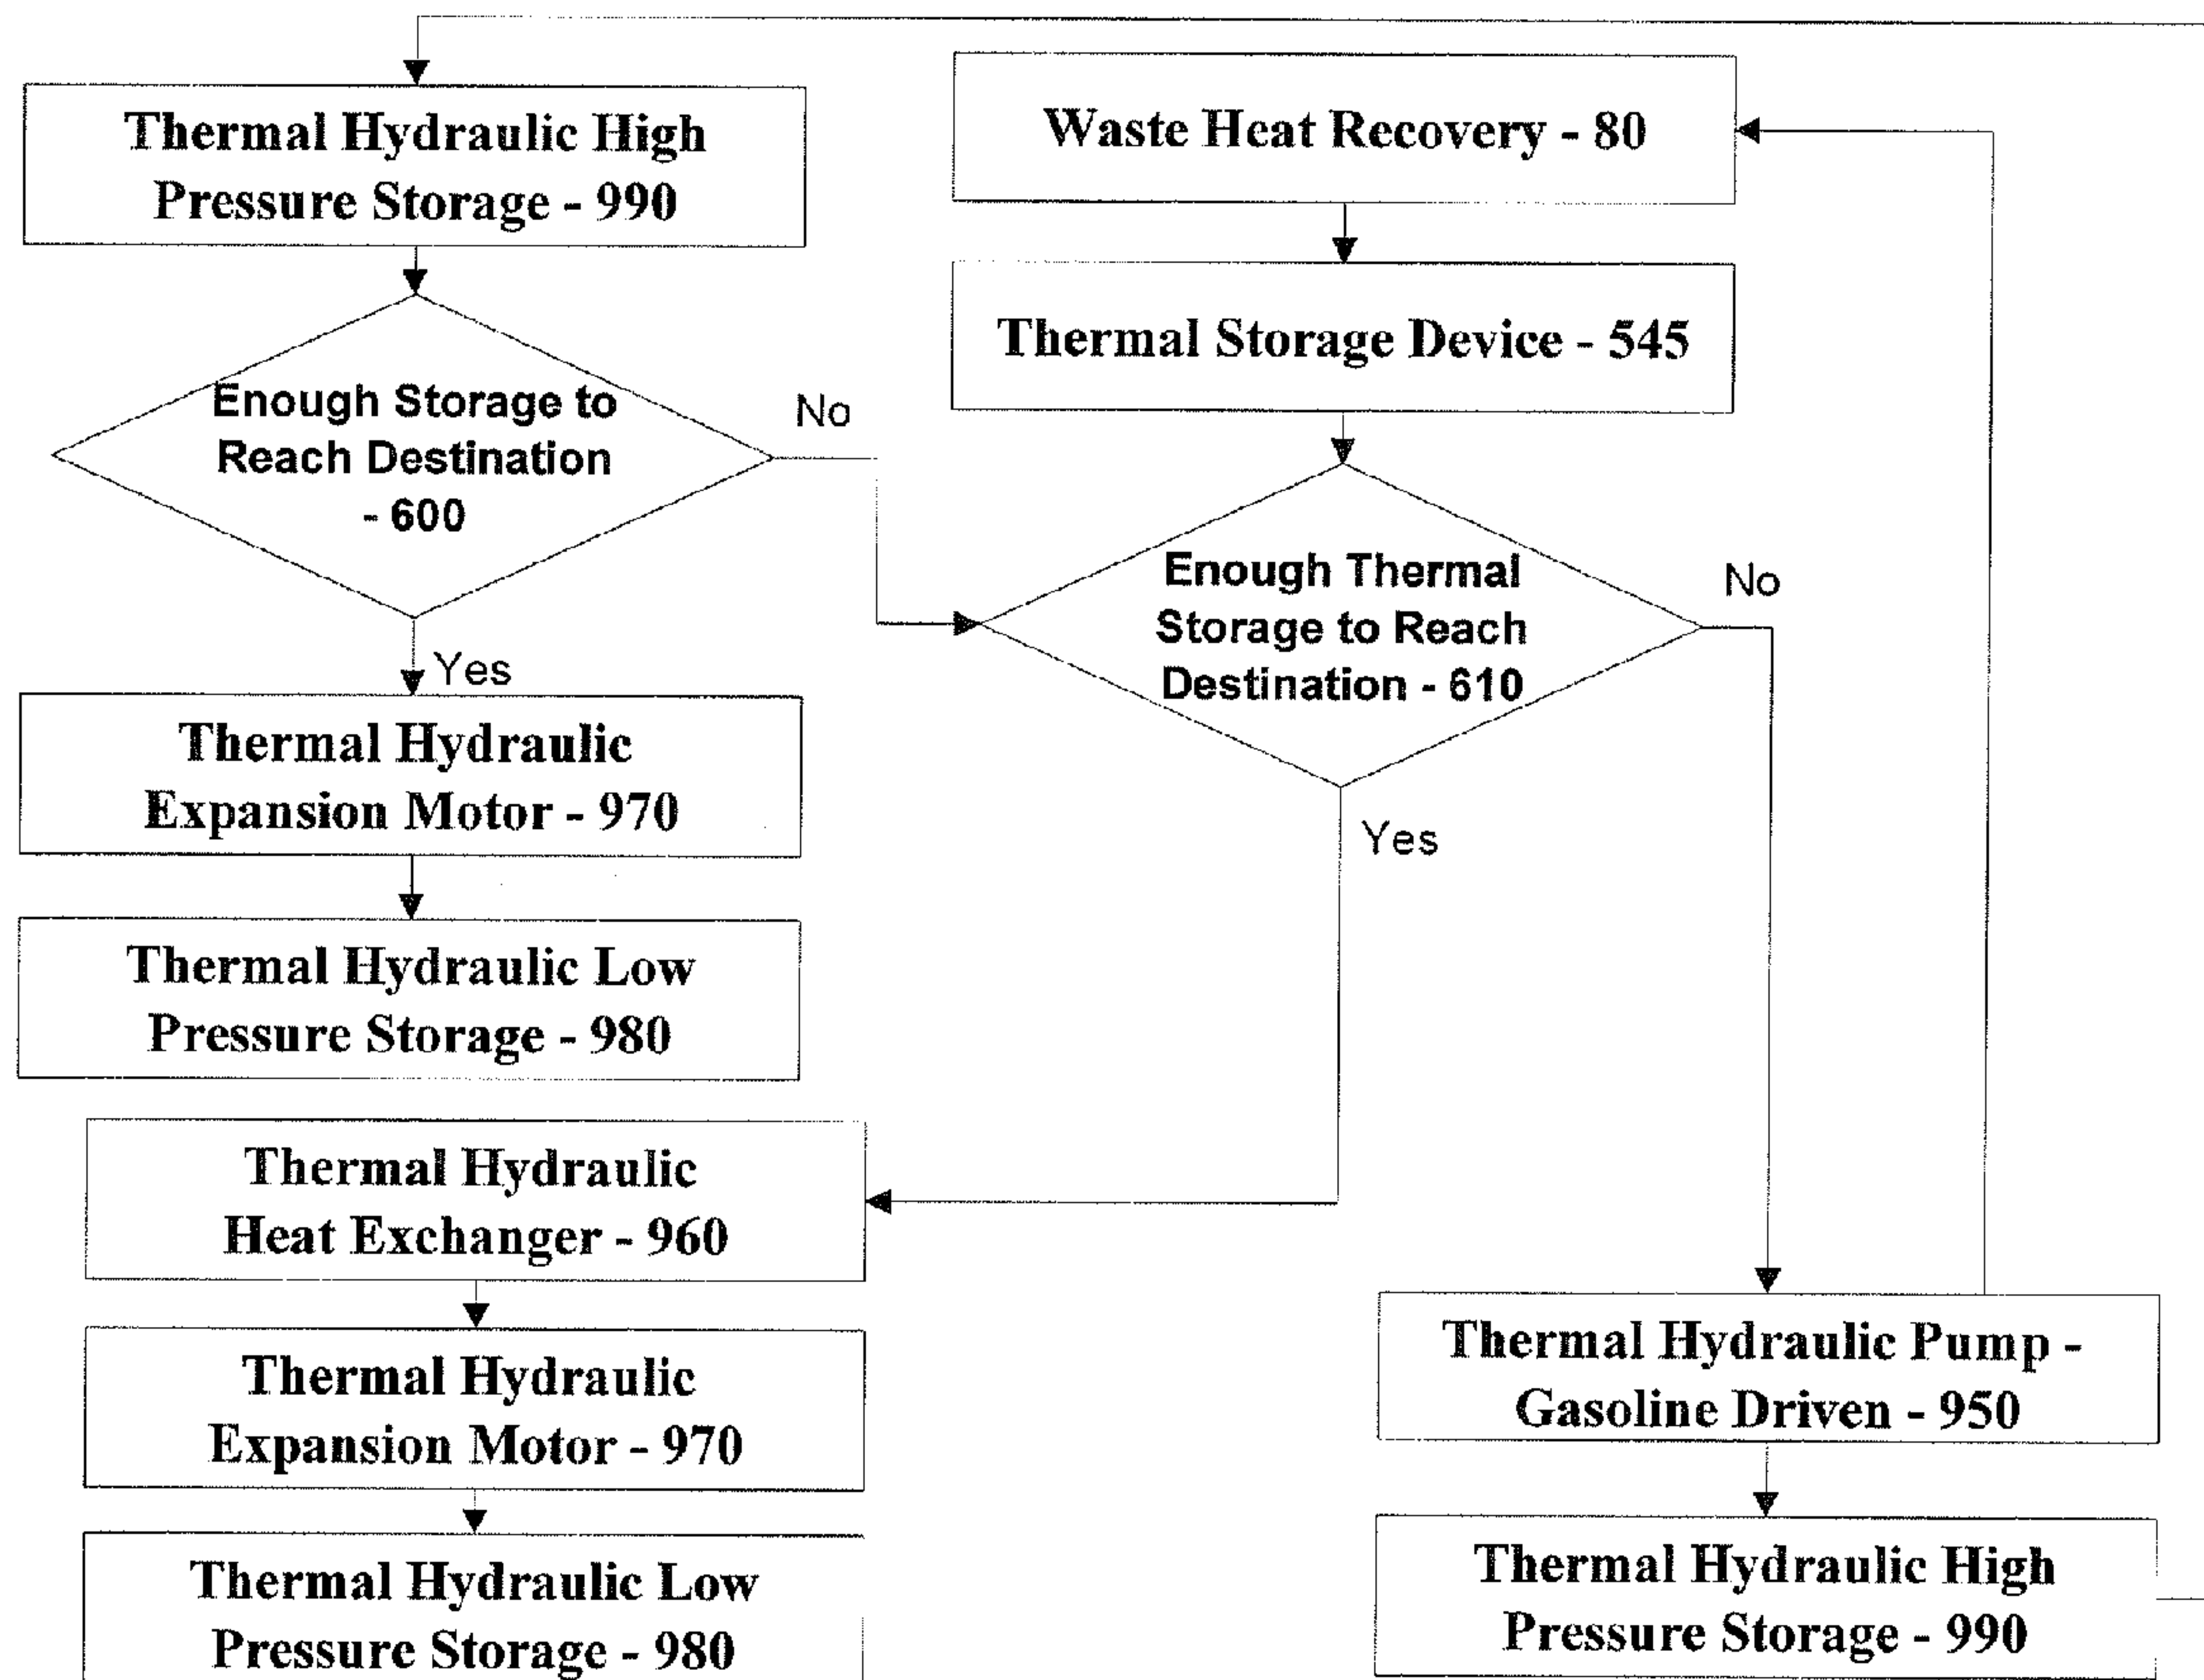 Thermal Hydraulic High
Pressure Storage - 990
Waste Heat Recovery - 80
Thermal Storage Device - 545
Enough Storage to
Reach Destination
- 600
No
Enough Thermal
Storage to Reach
Destination - 610
No
Yes
Thermal Hydraulic
Expansion Motor - 970
Yes
Thermal Hydraulic Low
Pressure Storage - 980
Thermal Hydraulic
Heat Exchanger - 960
Thermal Hydraulic
Expansion Motor - 970
Thermal Hydraulic Pump -
Gasoline Driven - 950
Thermal Hydraulic Low
Pressure Storage - 980
Thermal Hydraulic High
Pressure Storage - 990